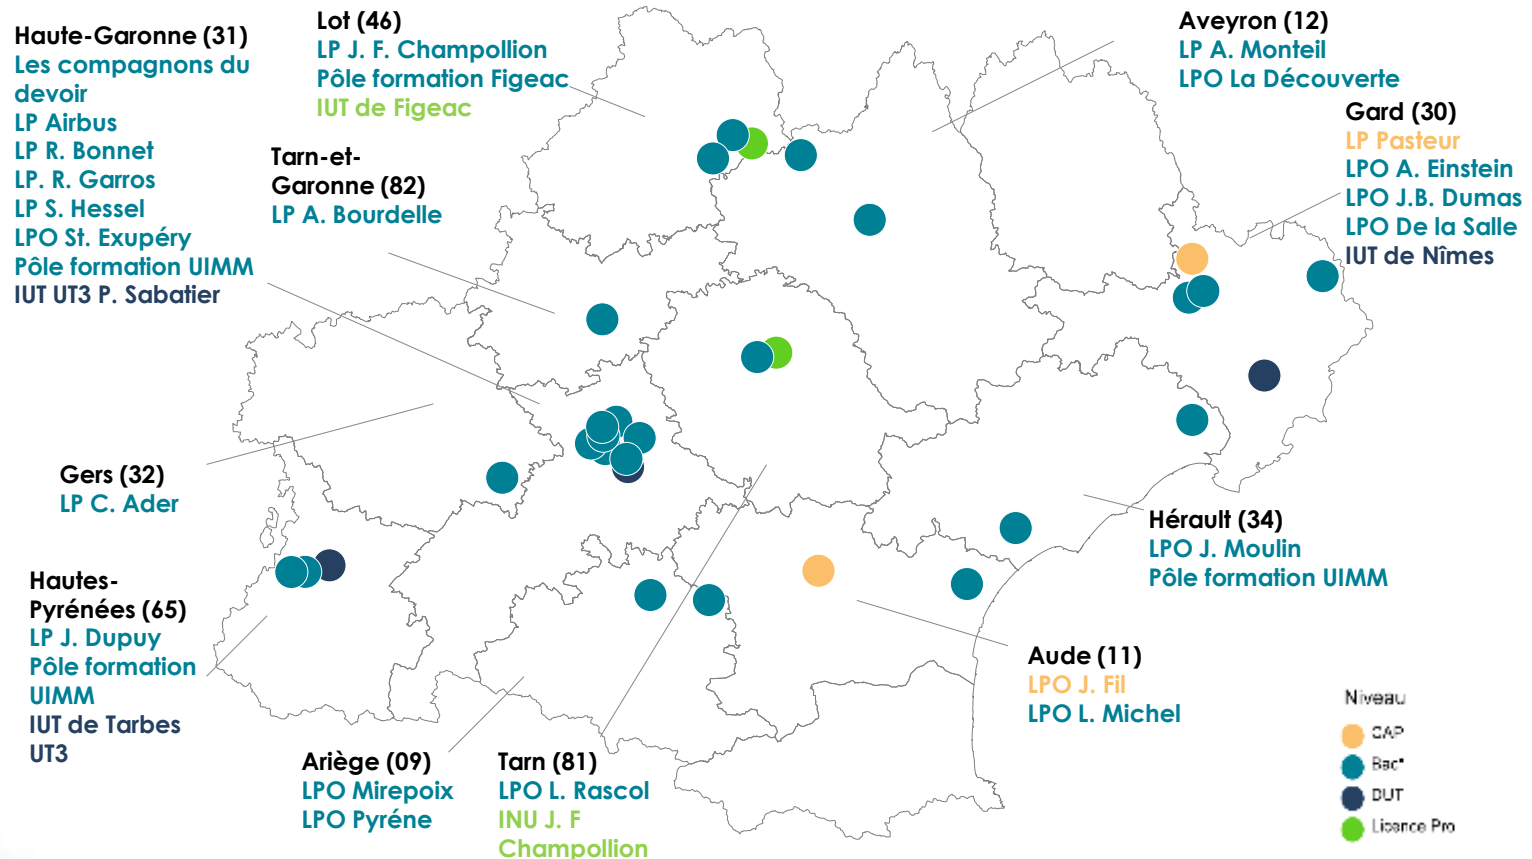 Haute-Garonne (31)
Les compagnons du
devoir
LP Airbus
LP R. Bonnet
LP. R. Garros
LP S. Hessel
LPO St. Exupéry
Pôle formation UIMM
IUT UT3 P. Sabatier
Lot (46)
LP J. F. Champollion
Pôle formation Figeac
IUT de Figeac
Tarn-et-
Garonne (82)
LP A. Bourdelle
Aveyron (12)
LP A. Monteil
LPO La Découverte
Gard (30)
LP Pasteur
LPO A. Einstein
LPO J.B. Dumas
LPO De la Salle
IUT de Nîmes
Gers (32)
LP C. Ader
Hautes-
Pyrénées (65)
LP J. Dupuy
Pôle formation
UIMM
IUT de Tarbes
UT3
Ariège (09)
LPO Mirepoix
LPO Pyréne
Tarn (81)
LPO L. Rascol
INU J. F
Champollion
Hérault (34)
LPO J. Moulin
Pôle formation UIMM
Aude (11)
LPO J. Fil
LPO L. Michel
Niveau
CAP
Bac*
DUT
Licence Pro